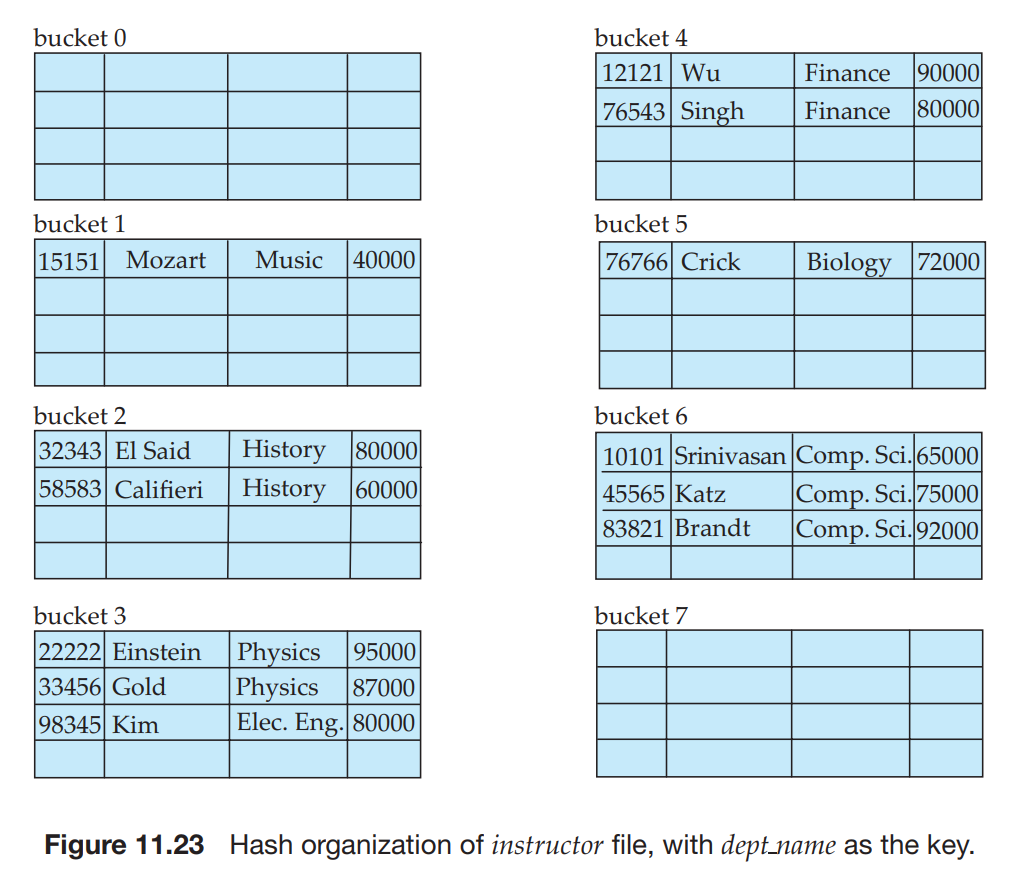 bucket 0
bucket 1
15151 Mozart Music 40000
bucket 2
32343 El Said History 80000
58583 Califieri History 60000
bucket 3
22222 Einstein Physics 95000
33456 Gold Physics 87000
98345 Kim Elec. Eng. 80000
bucket 4
12121 Wu Finance 90000
76543 Singh Finance 80000
bucket 5
76766 Crick Biology 72000
bucket 6
10101 Srinivasan Comp. Sci. 65000
45565 Katz Comp. Sci. 75000
83821 Brandt Comp. Sci. 92000
bucket 7
Figure 11.23 Hash organization of instructor file, with dept_name as the key.